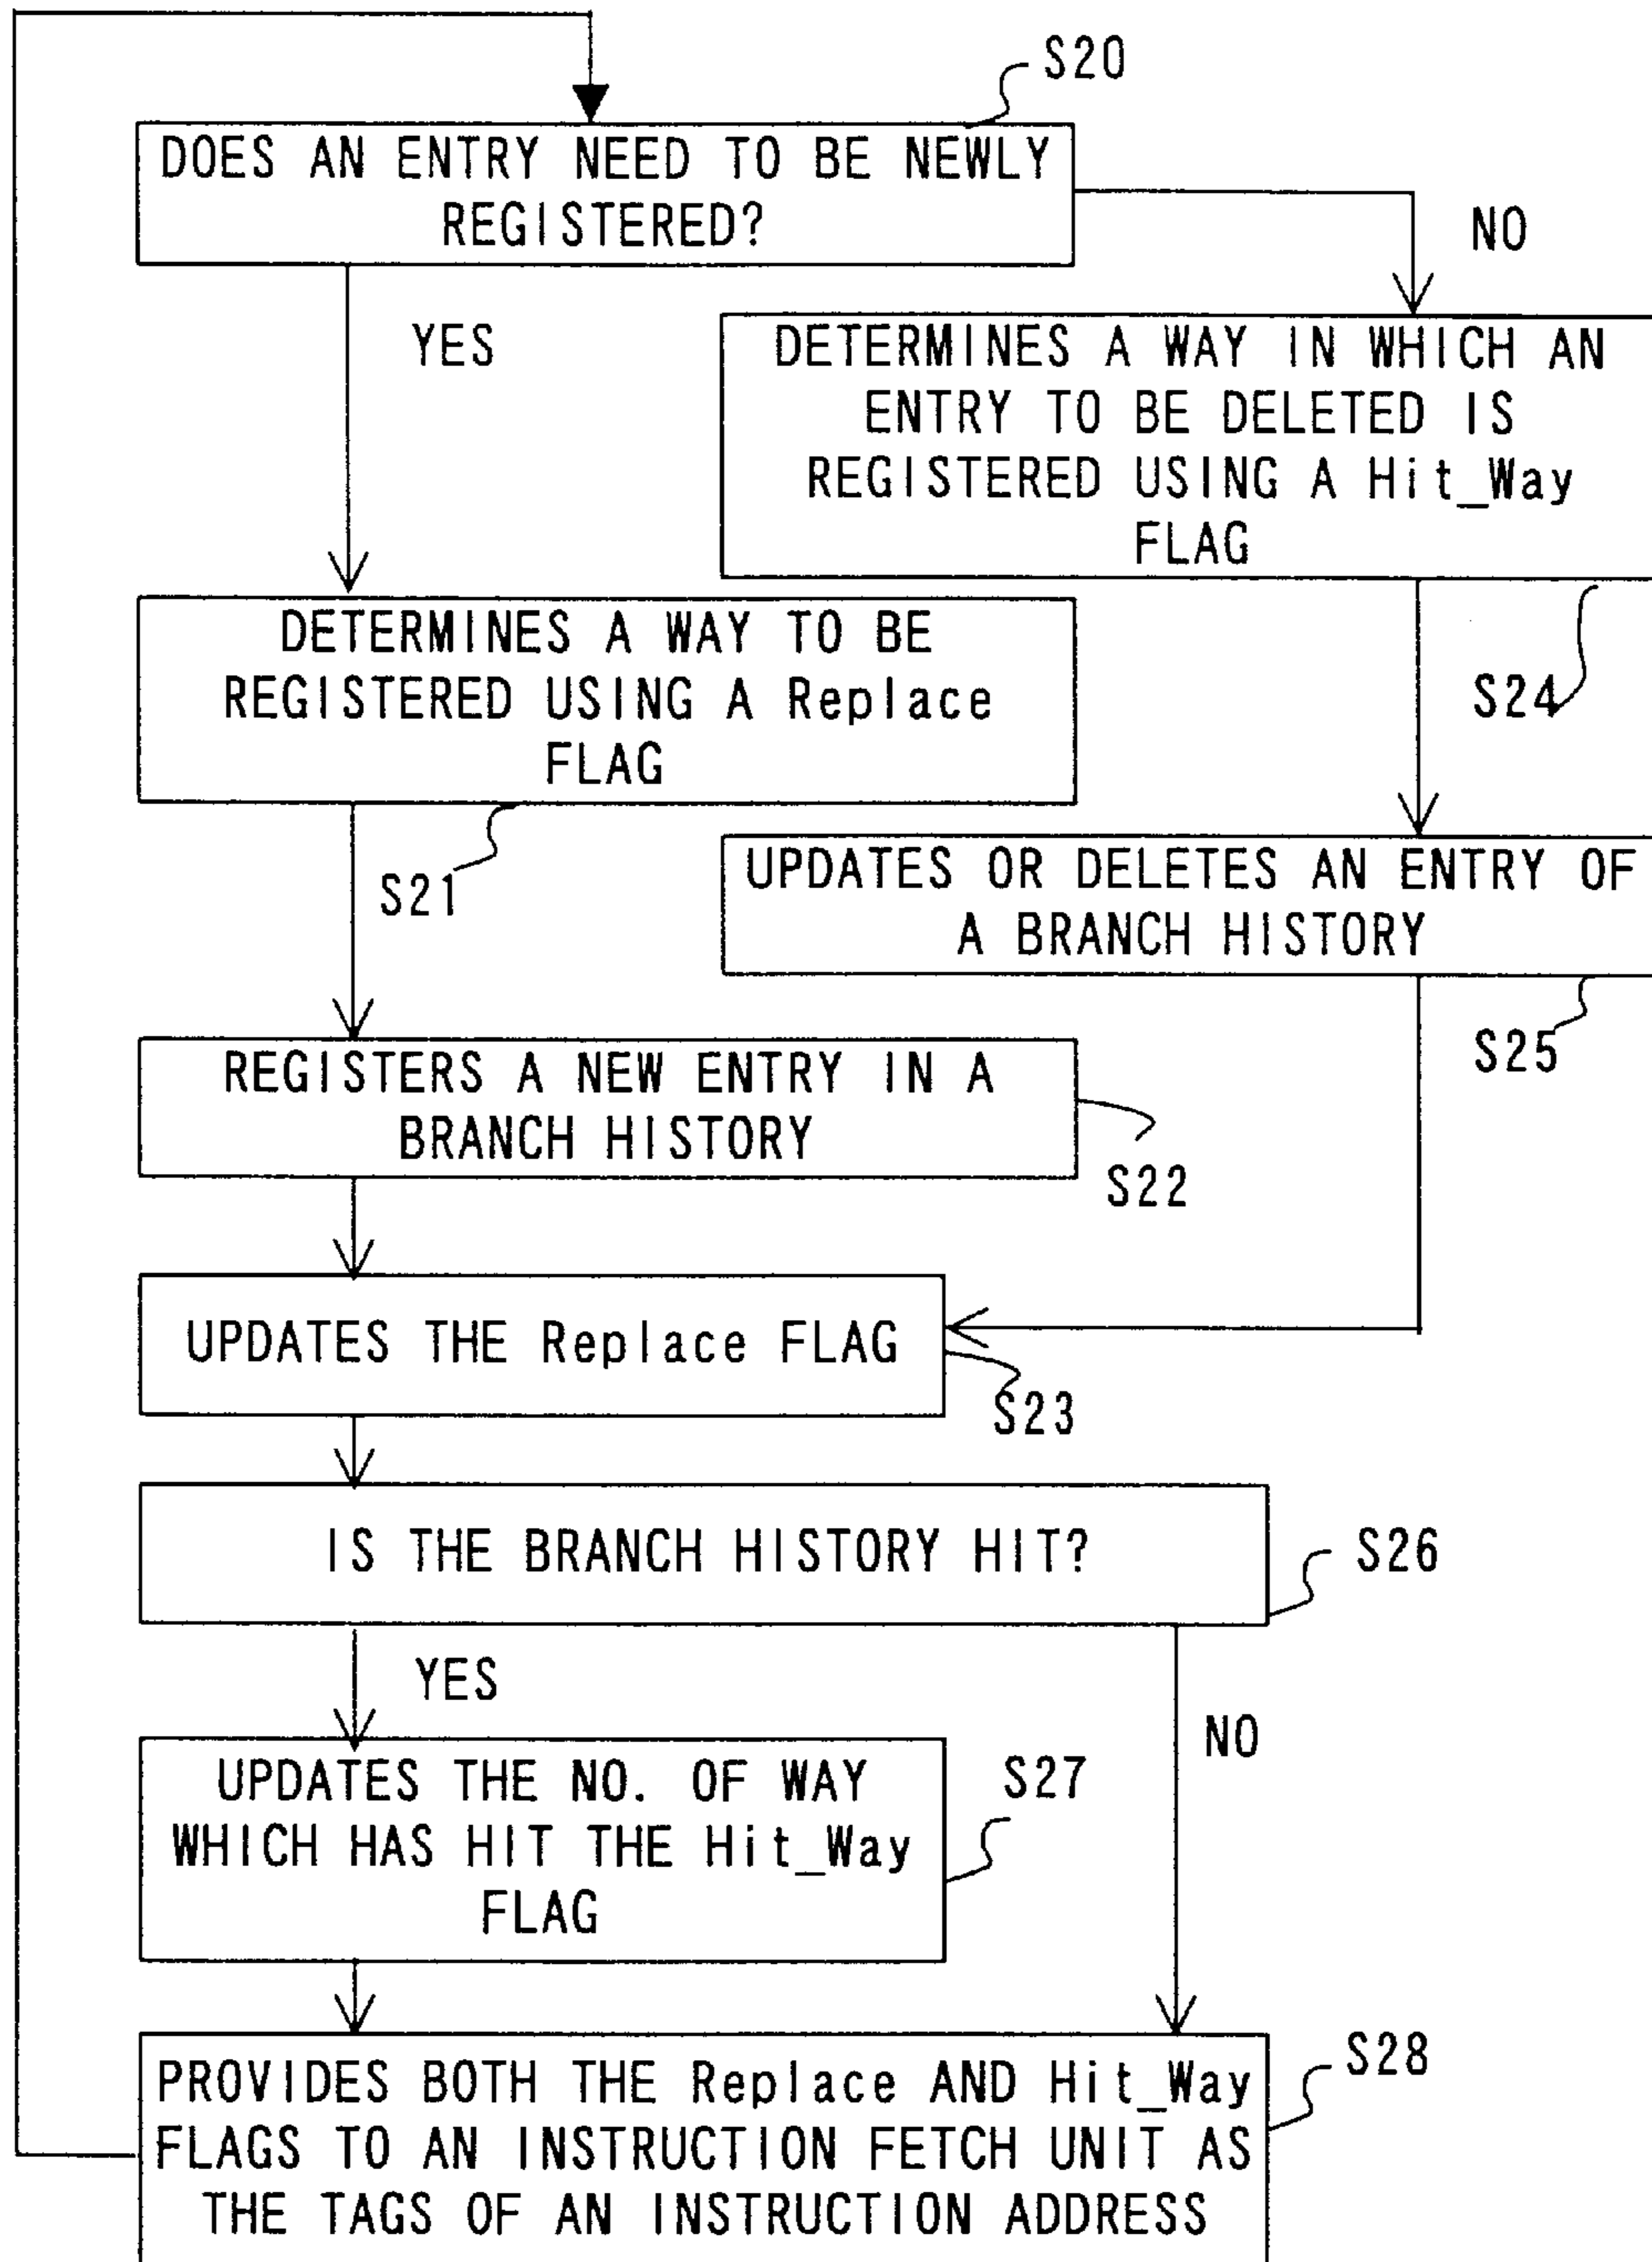 S20
DOES AN ENTRY NEED TO BE NEWLY
REGISTERED?
NO
YES
DETERMINES A WAY IN WHICH AN
ENTRY TO BE DELETED IS
REGISTERED USING A Hit_Way
FLAG
S24
DETERMINES A WAY TO BE
REGISTERED USING A Replace
FLAG
S21
UPDATES OR DELETES AN ENTRY OF
A BRANCH HISTORY
S25
REGISTERS A NEW ENTRY IN A
BRANCH HISTORY
S22
UPDATES THE Replace FLAG
S23
IS THE BRANCH HISTORY HIT?
S26
YES
NO
UPDATES THE NO. OF WAY
WHICH HAS HIT THE Hit_Way
FLAG
S27
PROVIDES BOTH THE Replace AND Hit_Way
FLAGS TO AN INSTRUCTION FETCH UNIT AS
THE TAGS OF AN INSTRUCTION ADDRESS
S28